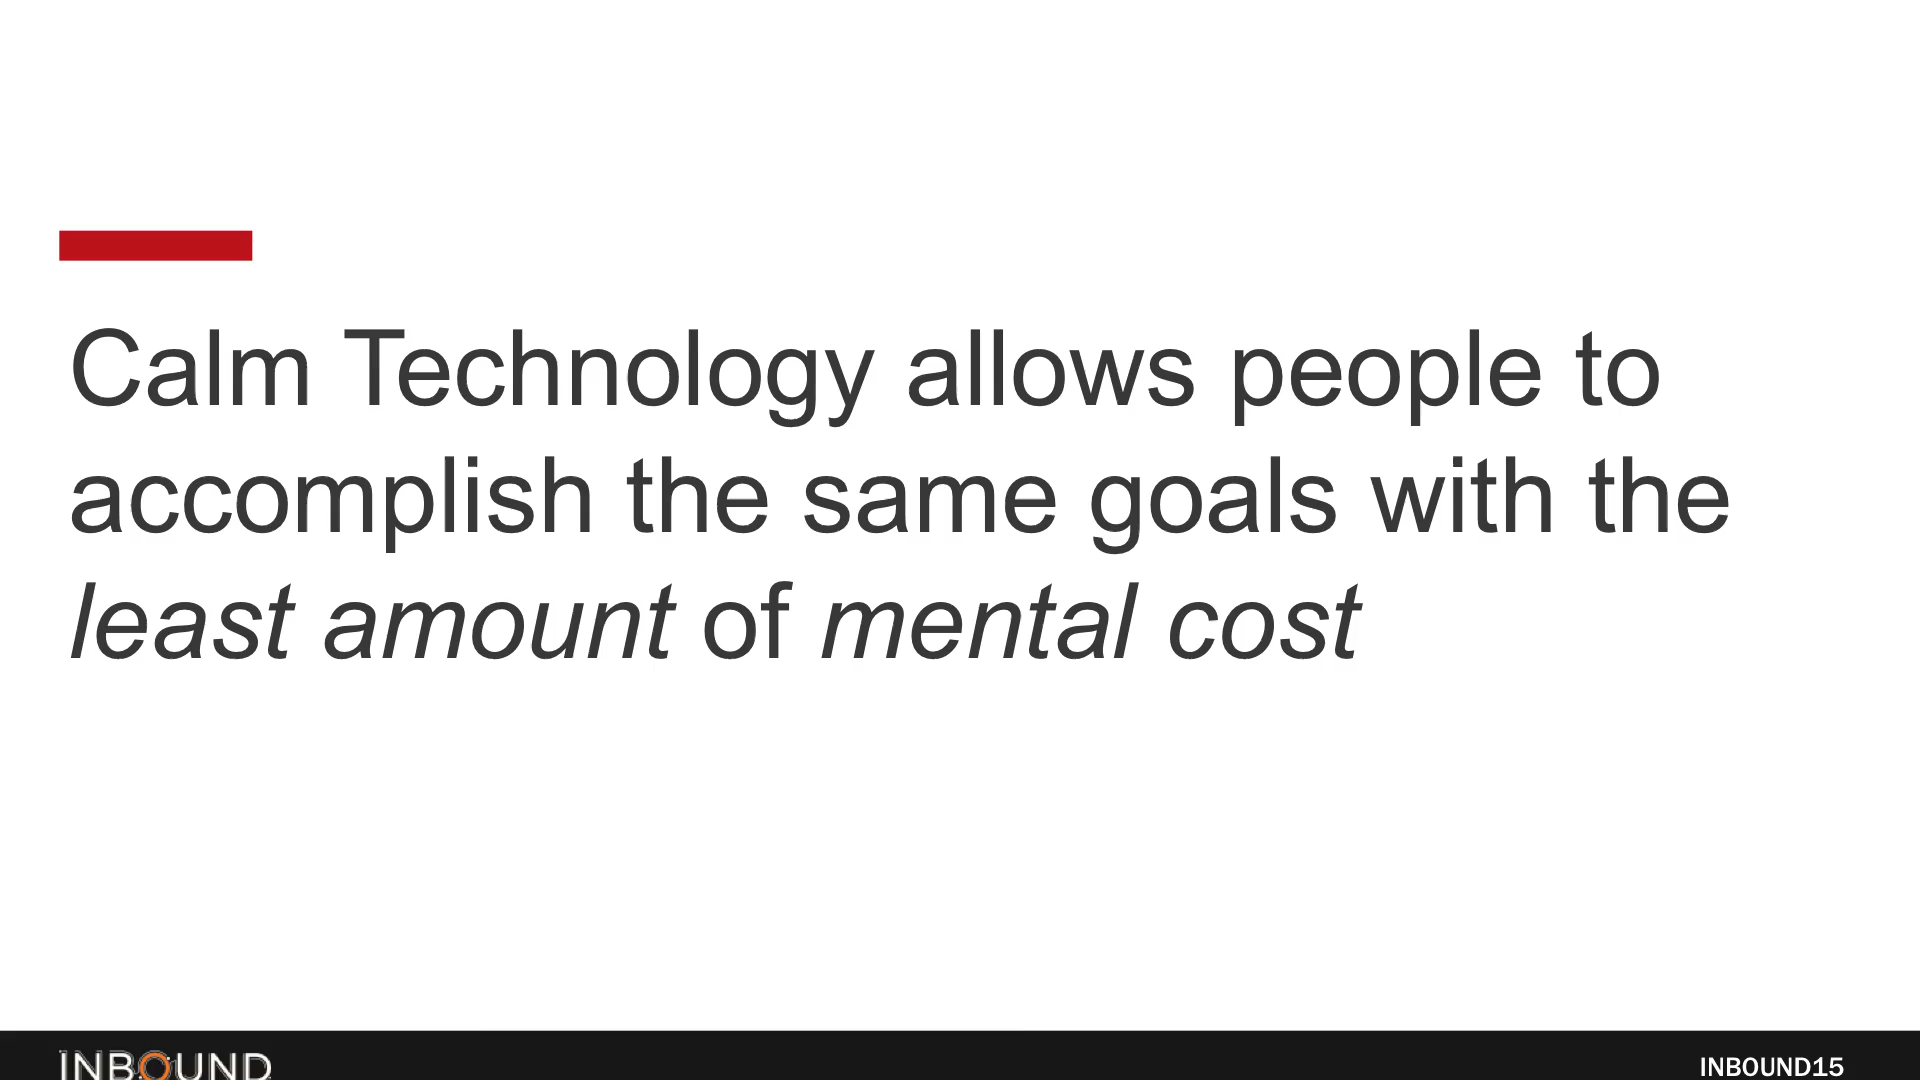 Calm Technology allows people to
accomplish the same goals with the
least amount of mental cost
INBOUND
INBOUND15